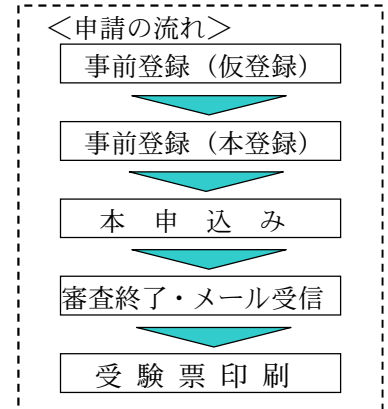 ＜申請の流れ＞
事前登録（仮登録）
事前登録（本登録）
本 申 込 み
審査終了・メール受信
受 験 票 印 刷